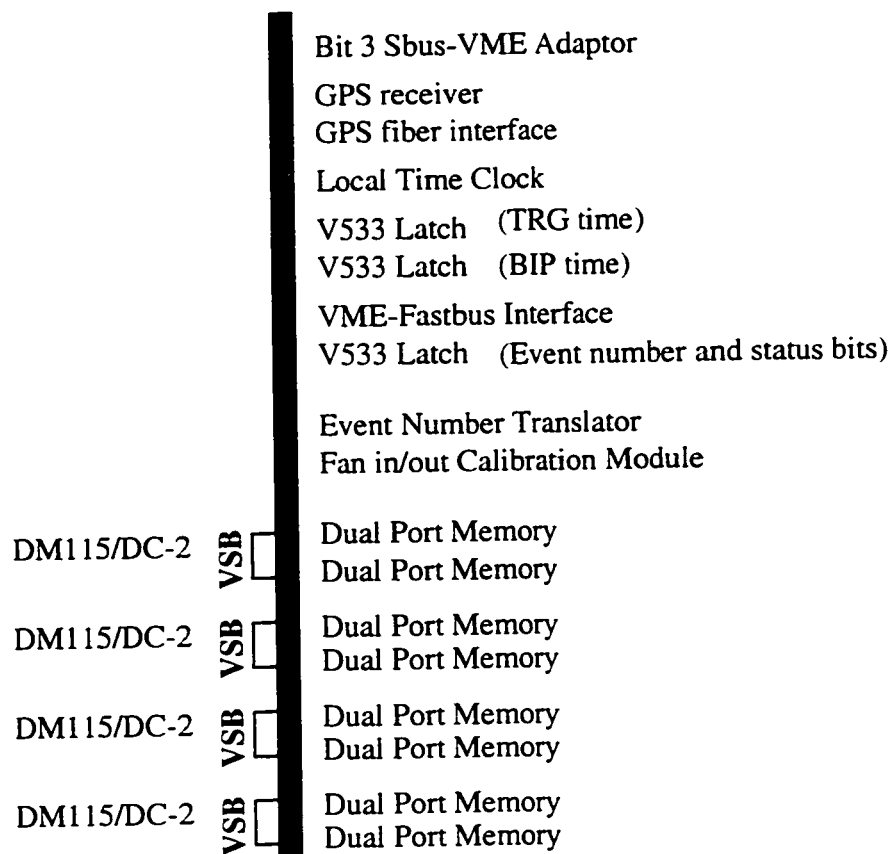 Bit 3 Sbus-VME Adaptor
GPS receiver
GPS fiber interface
Local Time Clock
V533 Latch (TRG time)
V533 Latch (BIP time)
VME-Fastbus Interface
V533 Latch (Event number and status bits)
Event Number Translator
Fan in/out Calibration Module
DM115/DC-2 VSB Dual Port Memory
Dual Port Memory
DM115/DC-2 VSB Dual Port Memory
Dual Port Memory
DM115/DC-2 VSB Dual Port Memory
Dual Port Memory
DM115/DC-2 VSB Dual Port Memory
Dual Port Memory